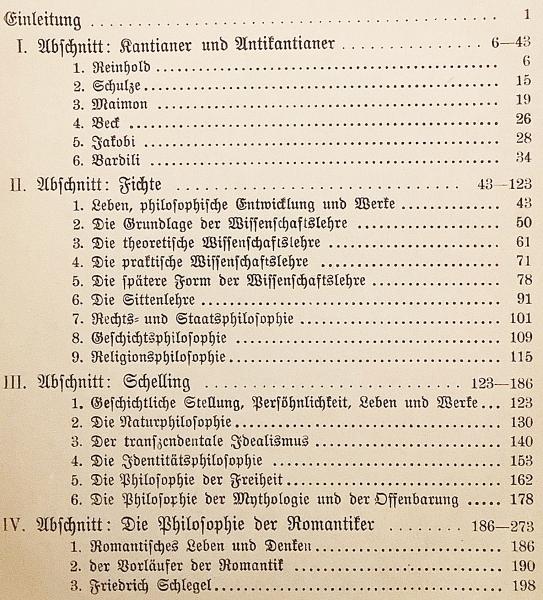 Einleitung . . . . . . . . . . . . . . . . . . . . . . . . . . . . 1
I. Abschnitt: Kantianer und Antikantianer . . . . . . . . . . . . 6—43
1. Reinhold . . . . . . . . . . . . . . . . . . . . . . . . . . . . 6
2. Schulze . . . . . . . . . . . . . . . . . . . . . . . . . . . . 15
3. Maimon . . . . . . . . . . . . . . . . . . . . . . . . . . . . 19
4. Beck . . . . . . . . . . . . . . . . . . . . . . . . . . . . 26
5. Jakobi . . . . . . . . . . . . . . . . . . . . . . . . . . . . 28
6. Bardili . . . . . . . . . . . . . . . . . . . . . . . . . . . . 34
II. Abschnitt: Fichte . . . . . . . . . . . . . . . . . . . . 43—123
1. Leben, philosophische Entwicklung und Werke . . . . . . . . 43
2. Die Grundlage der Wissenschaftslehre . . . . . . . . . . . . 50
3. Die theoretische Wissenschaftslehre . . . . . . . . . . . . 61
4. Die praktische Wissenschaftslehre . . . . . . . . . . . . 71
5. Die spätere Form der Wissenschaftslehre . . . . . . . . . . 78
6. Die Sittenlehre . . . . . . . . . . . . . . . . . . . . . . 91
7. Rechts- und Staatsphilosophie . . . . . . . . . . . . . . 101
8. Geschichtsphilosophie . . . . . . . . . . . . . . . . . . 109
9. Religionsphilosophie . . . . . . . . . . . . . . . . . . 115
III. Abschnitt: Schelling . . . . . . . . . . . . . . . . . . 123—186
1. Geschichtliche Stellung, Persöhnlichkeit, Leben und Werke . . . 123
2. Die Naturphilosophie . . . . . . . . . . . . . . . . . . 130
3. Der transzendentale Idealismus . . . . . . . . . . . . . . 140
4. Die Identitätsphilosophie . . . . . . . . . . . . . . . . 153
5. Die Philosophie der Freiheit . . . . . . . . . . . . . . 162
6. Die Philosophie der Mythologie und der Offenbarung . . . . . 178
IV. Abschnitt: Die Philosophie der Romantiker . . . . . . . . 186—273
1. Romantisches Leben und Denken . . . . . . . . . . . . . . 186
2. der Vorläufer der Romantik . . . . . . . . . . . . . . . . 190
3. Friedrich Schlegel . . . . . . . . . . . . . . . . . . . . 198